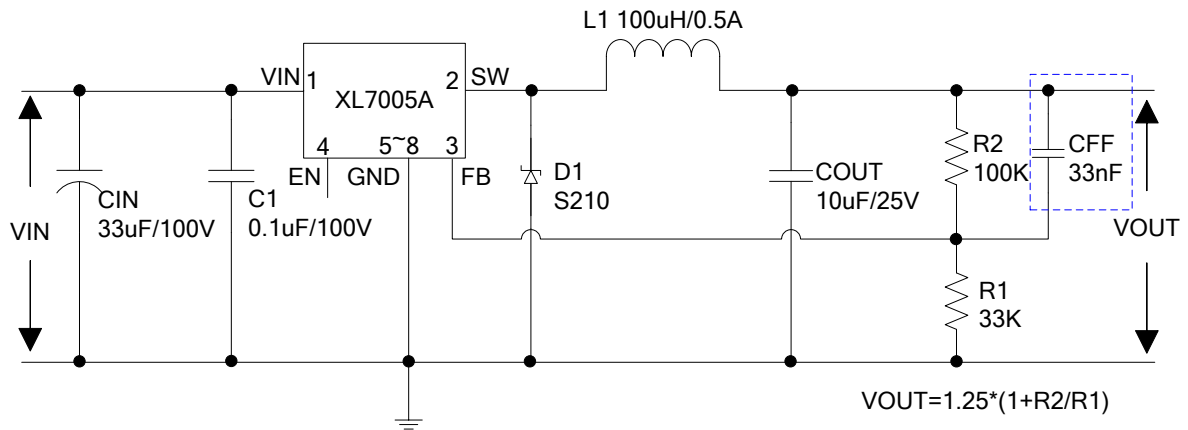 L1 100uH/0.5A
VIN
1
2
SW
XL7005A
4
5~8
3
EN
GND
FB
CIN
33uF/100V
C1
0.1uF/100V
D1
S210
COUT
10uF/25V
R2
100K
CFF
33nF
VIN
VOUT
R1
33K
VOUT=1.25*(1+R2/R1)